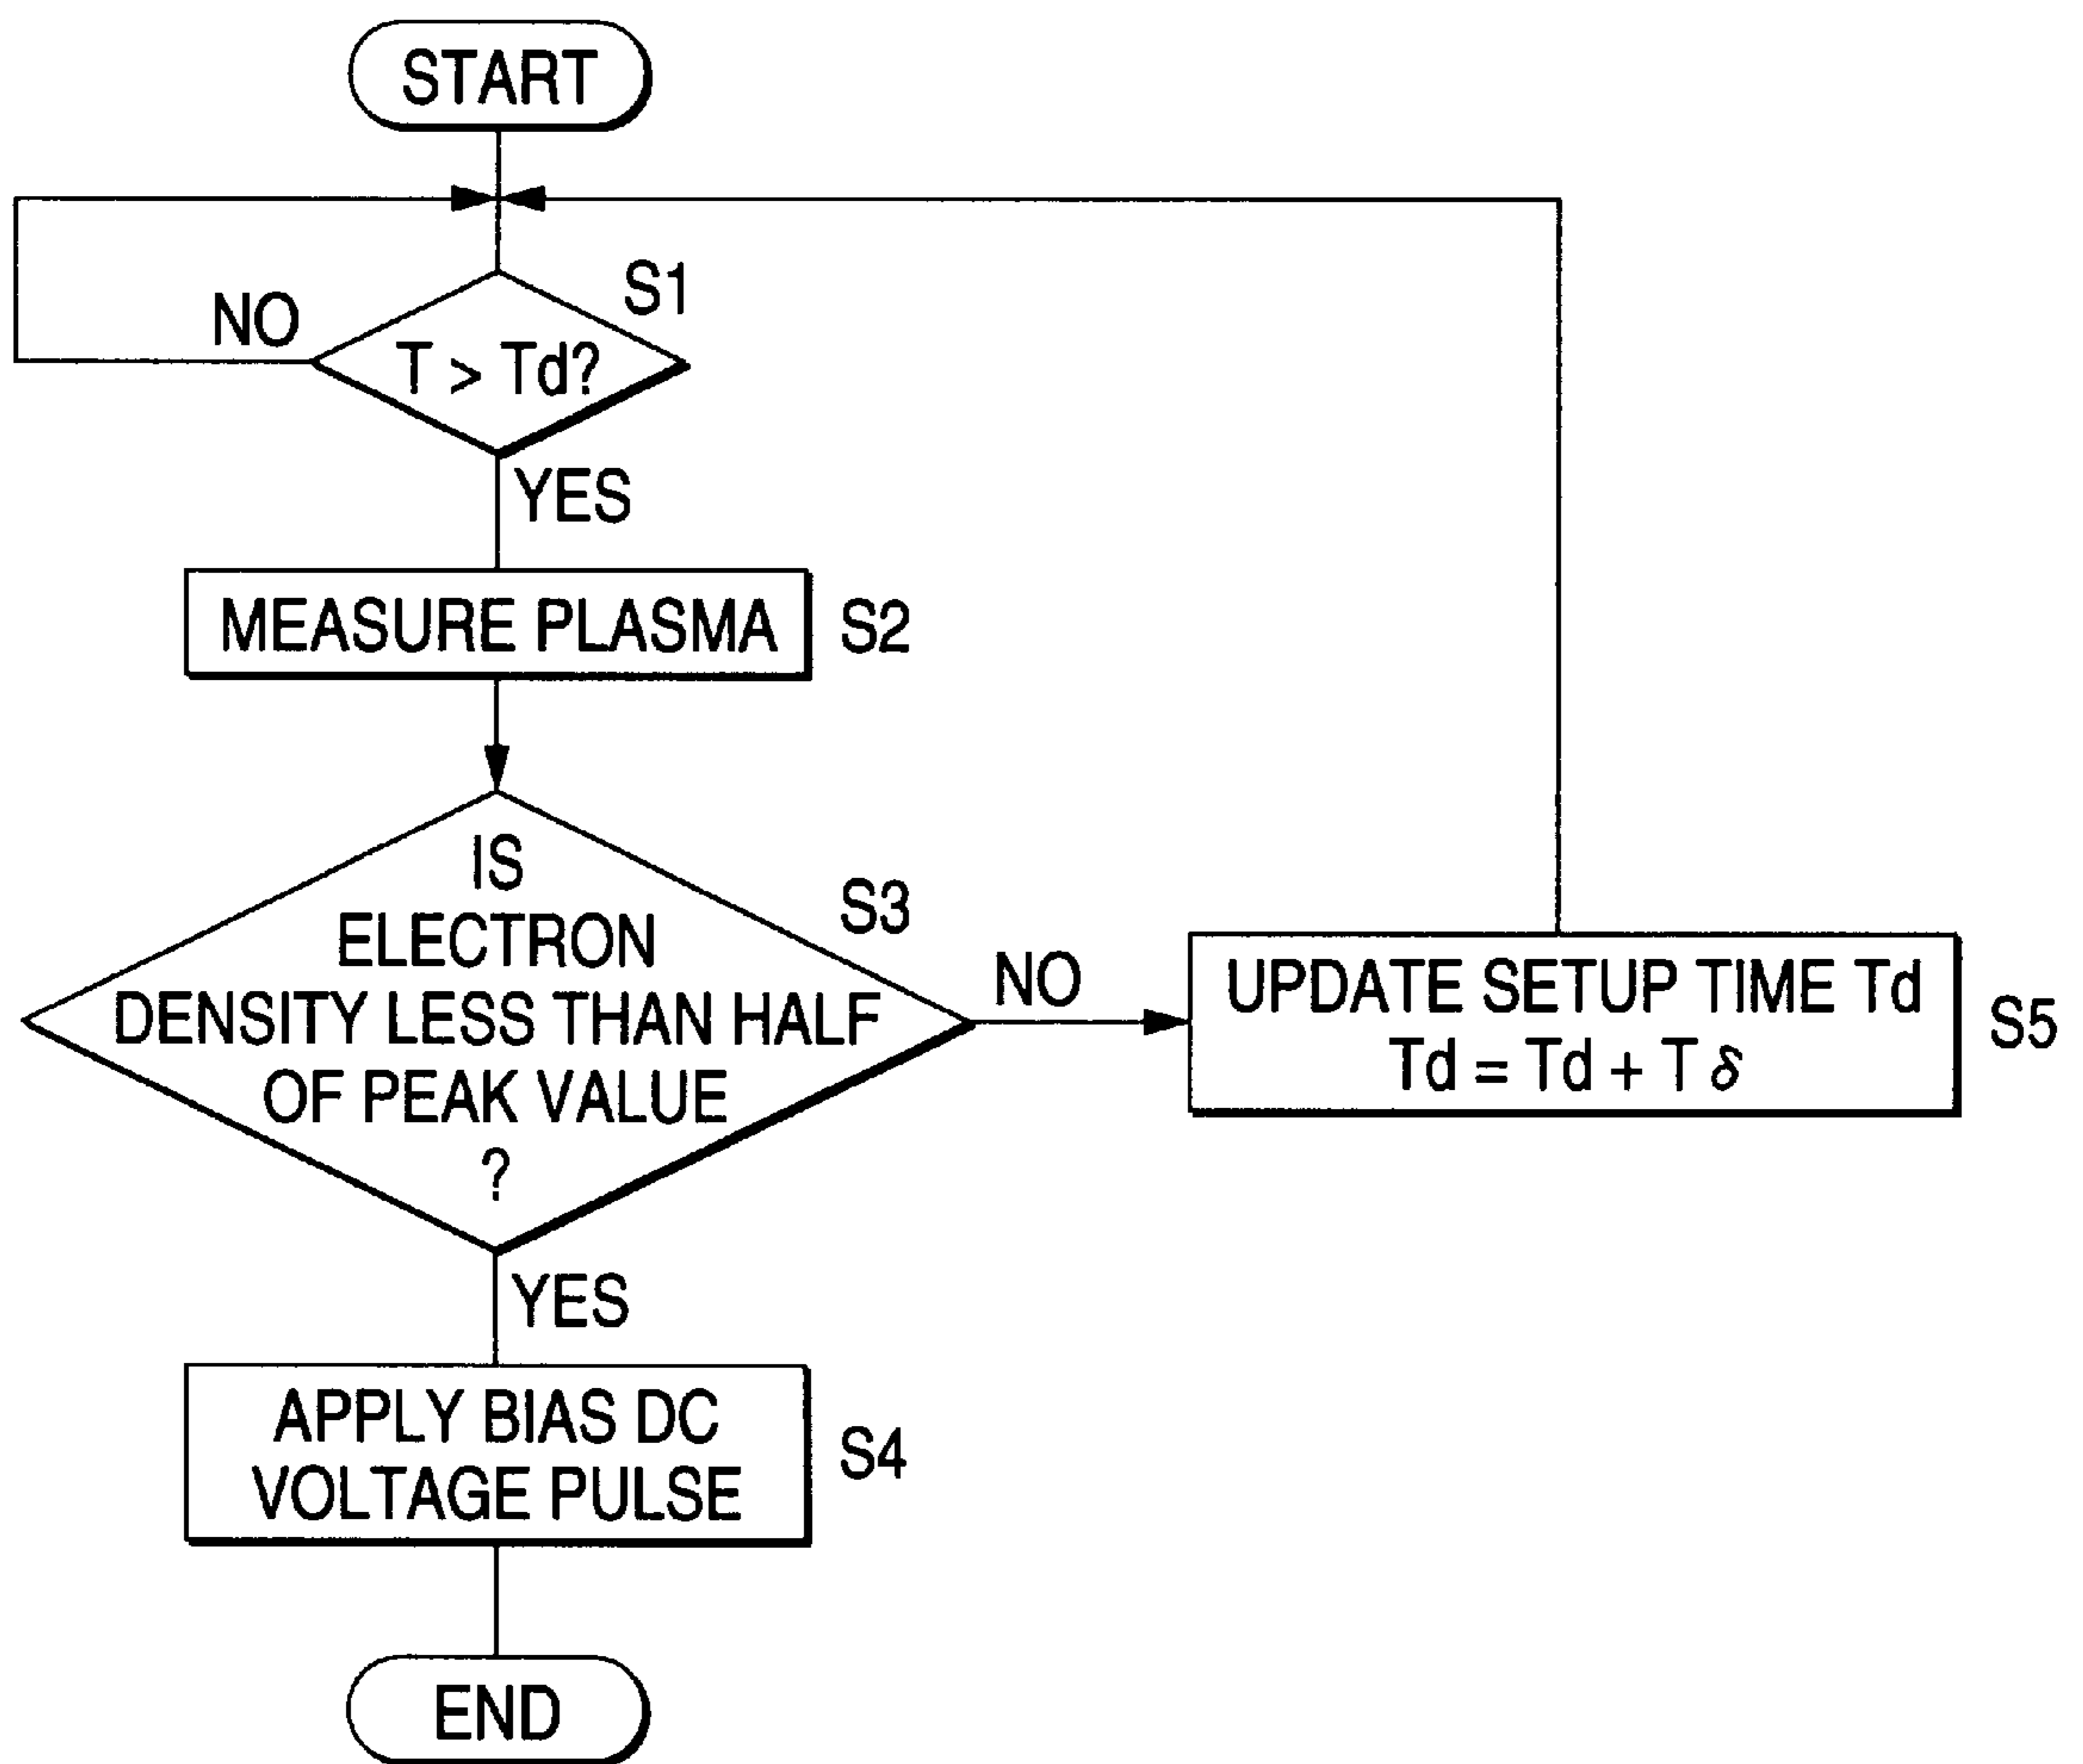 START
S1
NO
T > Td?
YES
MEASURE PLASMA
S2
IS
ELECTRON
DENSITY LESS THAN HALF
OF PEAK VALUE
?
S3
NO
UPDATE SETUP TIME Td
Td = Td + T δ
S5
YES
APPLY BIAS DC
VOLTAGE PULSE
S4
END